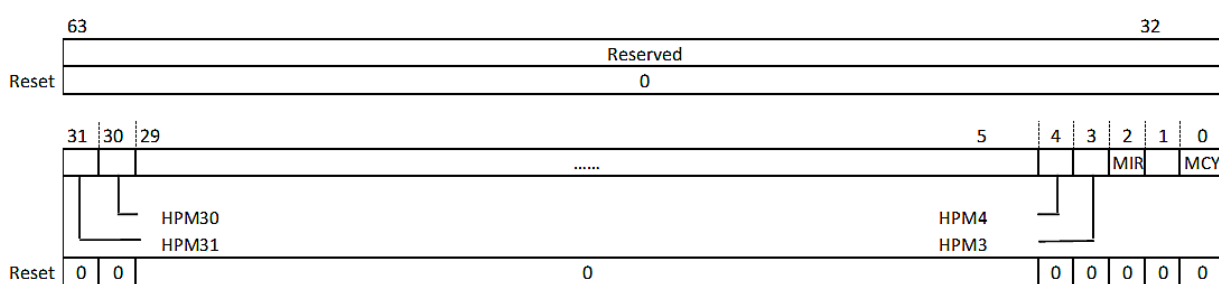 63 32
Reserved
Reset 0
31 30 29 5 4 3 2 1 0
...... MIR MCY
HPM30 HPM4
HPM31 HPM3
Reset 0 0 0 0 0 0 0 0